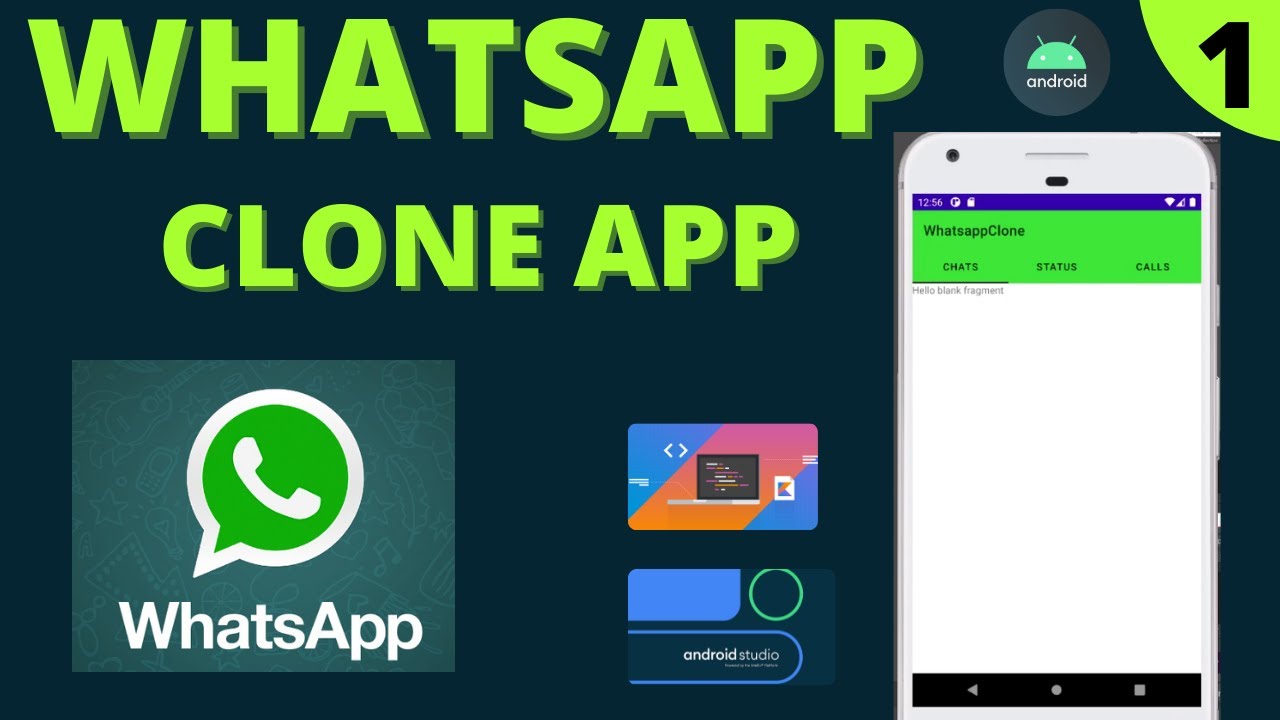 WHATSAPP
CLONE APP
android
1
12:56
WhatsappClone
CHATS STATUS CALLS
Hello blank fragment
WhatsApp
< >
android studio